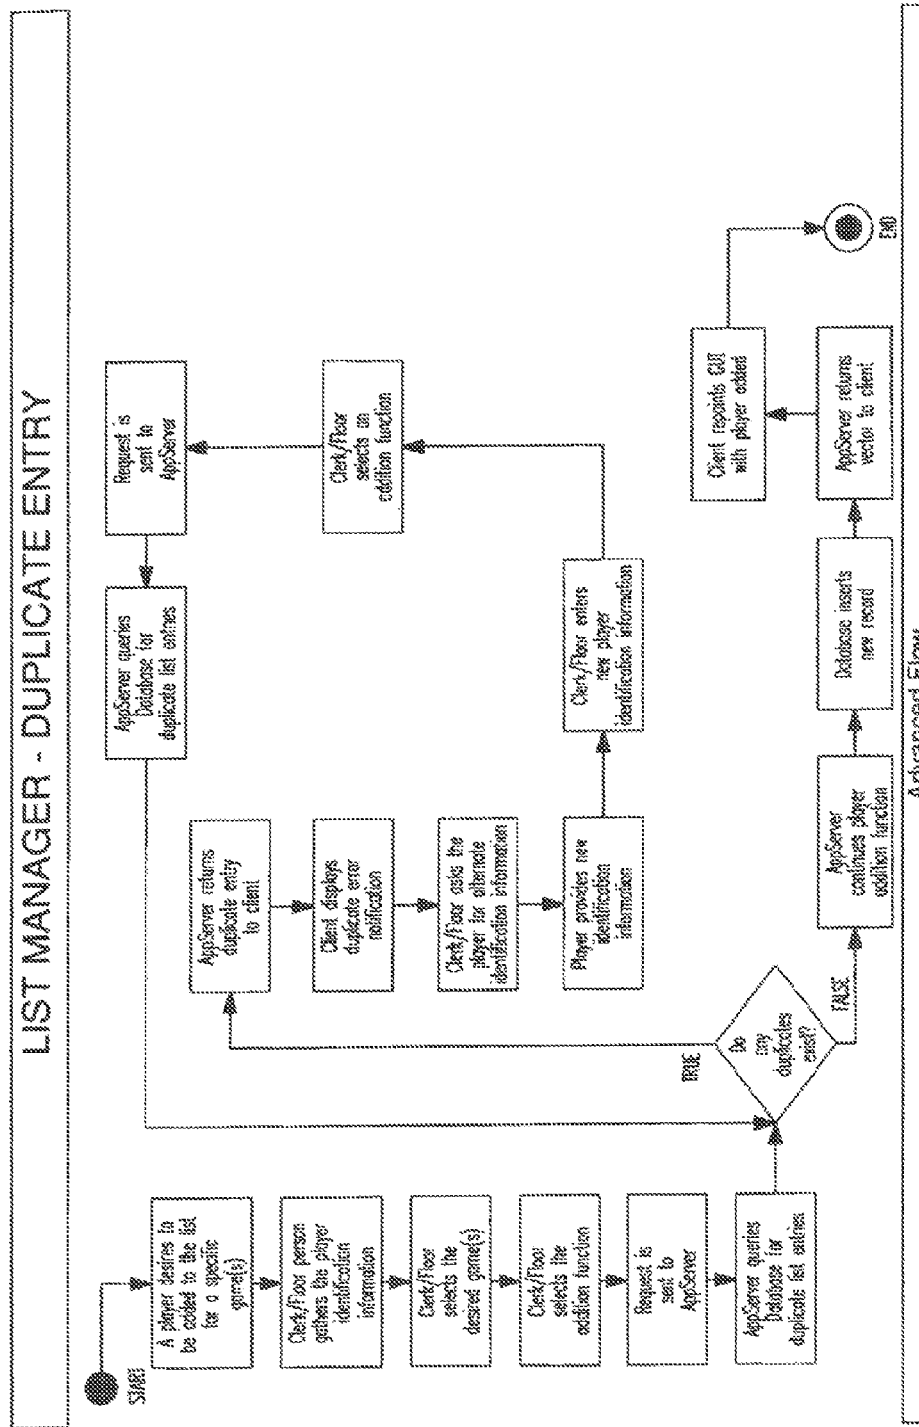 LIST MANAGER - DUPLICATE ENTRY
START
A player desires to
be added to the list
for a specific
game(s)
Clerk/Floor person
gathers the player
identification
information
Clerk/Floor
selects the
desired game(s)
Clerk/Floor
selects the
addition function
Request is
sent to
AppServer
AppServer queries
Database for
duplicate list entries
Do
any
duplicates
exist?
TRUE
FALSE
AppServer returns
duplicate entry
to client
Client displays
duplicate error
notification
Clerk/Floor asks the
player for alternate
identification information
Player provides new
identification
information
Clerk/Floor enters
new player
identification information
Clerk/Floor
selects an
addition function
Request is
sent to
AppServer
AppServer queries
Database for
duplicate list entries
AppServer
continues player
addition function
Database inserts
new record
AppServer returns
vector to client
Client repaints GUI
with player added
END
Advanced Flow